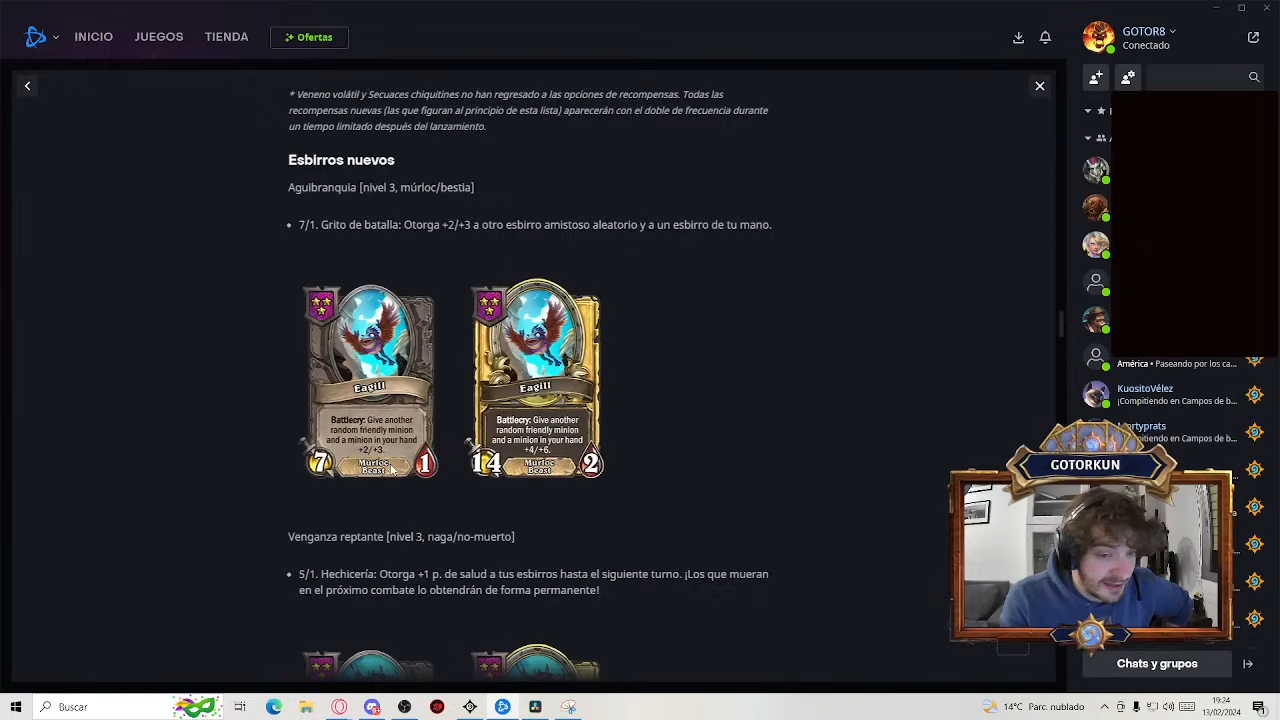 INICIO
JUEGOS
TIENDA
Ofertas
GOTOR8
Conectado
* Veneno volátil y Secuaces chiquitines no han regresado a las opciones de recompensas. Todas las
recompensas nuevas (las que figuran al principio de esta lista) aparecerán con el doble de frecuencia durante
un tiempo limitado después del lanzamiento.
Esbirros nuevos
Aguibranquia [nivel 3, múrloc/bestia]
• 7/1. Grito de batalla: Otorga +2/+3 a otro esbirro amistoso aleatorio y a un esbirro de tu mano.
Eagill
Battlecry: Give another
random friendly minion
and a minion in your hand
+2/+3.
7
Murloc
Beast
1
Eagill
Battlecry: Give another
random friendly minion
and a minion in your hand
+4/+6.
14
Murloc
Beast
2
Venganza reptante [nivel 3, naga/no-muerto]
• 5/1. Hechicería: Otorga +1 p. de salud a tus esbirros hasta el siguiente turno. ¡Los que mueran
en el próximo combate lo obtendrán de forma permanente!
América • Paseando por los ca...
KuositoVélez
¡Compitiendo en Campos de b...
Mortyprats
¡Compitiendo en Campos de b...
GOTORKUN
Chats y grupos
Buscar
14°C Parc. nublado
19:24
13/02/2024